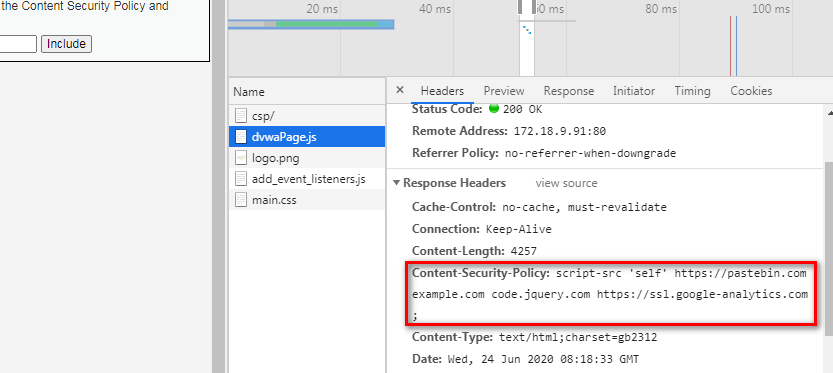 the Content Security Policy and
Include
20 ms 40 ms 60 ms 80 ms 100 ms
Name
csp/
dvwaPage.js
logo.png
add_event_listeners.js
main.css
× Headers Preview Response Initiator Timing Cookies
Status Code: 200 OK
Remote Address: 172.18.9.91:80
Referrer Policy: no-referrer-when-downgrade
▼ Response Headers view source
Cache-Control: no-cache, must-revalidate
Connection: Keep-Alive
Content-Length: 4257
Content-Security-Policy: script-src 'self' https://pastebin.com
example.com code.jquery.com https://ssl.google-analytics.com
;
Content-Type: text/html;charset=gb2312
Date: Wed, 24 Jun 2020 08:18:33 GMT